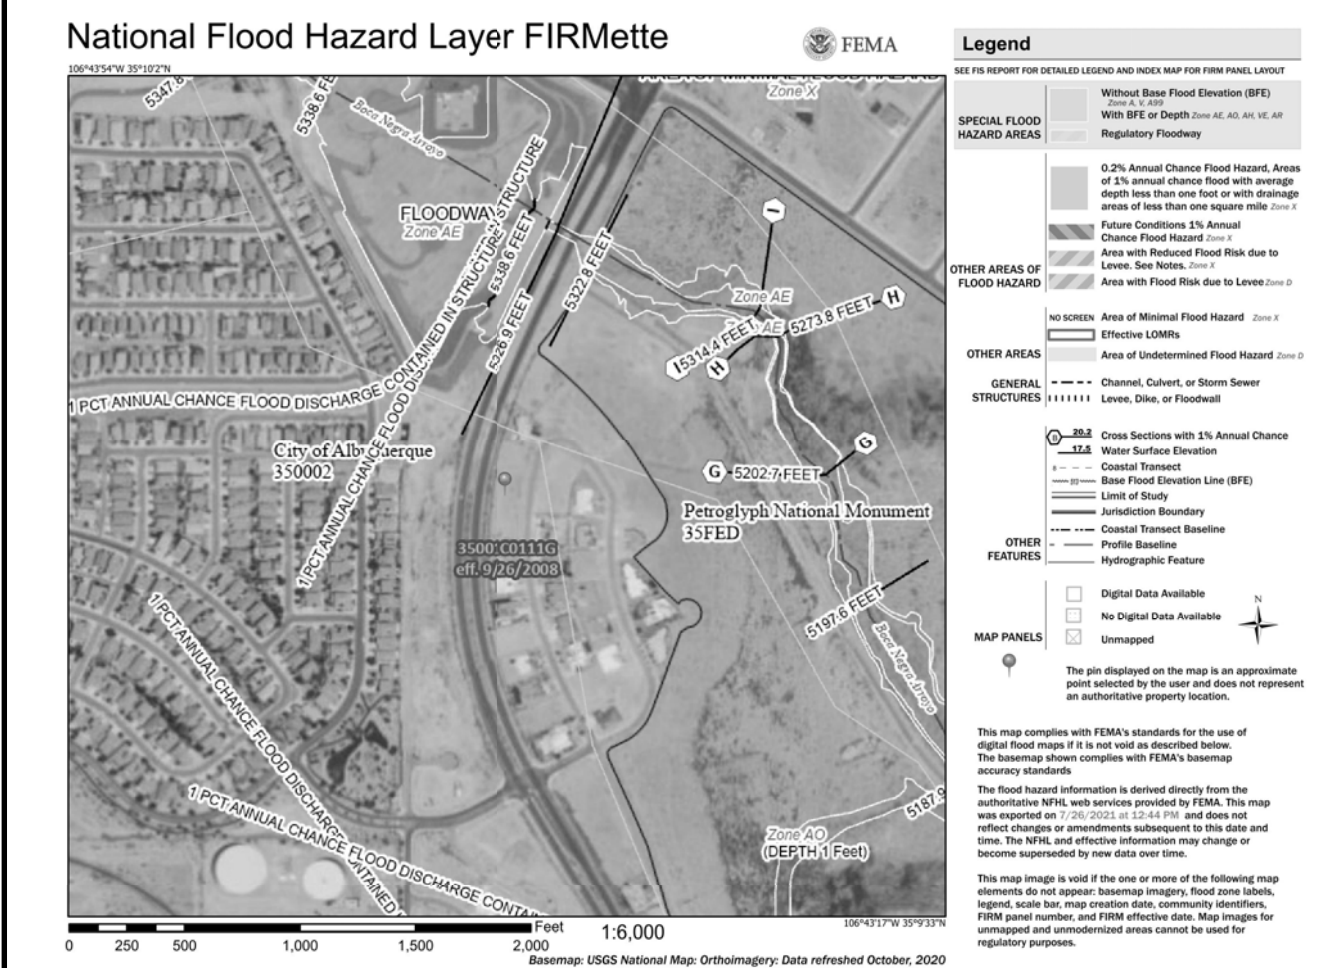 National Flood Hazard Layer FIRMette
FEMA
106°43'54"W 35°10'2"N
5347.8
5338.6 FE
Boca Negra Arroyo
Zone X
FLOODWAY
Zone AE
5338.6 FEET
5326.9 FEET
5322.8 FEET
I
Zone AE
H
5273.8 FEET
I
5314.4 FEET
H
1 PCT ANNUAL CHANCE FLOOD DISCHARGE CONTAINED IN STRUCTURE
City of Albuquerque
350002
G
G
5202.7 FEET
Petroglyph National Monument
35FED
eff. 9/26/2008
5197.6 FEET
Boca Negra Arroyo
1 PCT ANNUAL CHANCE FLOOD DISCHARGE
1 PCT ANNUAL CHANCE FLOOD DISCHARGE
5187.9
Zone AO
(DEPTH 1 Feet)
106°43'17"W 35°9'33"N
Feet
1:6,000
0 250 500 1,000 1,500 2,000
Basemap: USGS National Map: Orthoimagery: Data refreshed October, 2020
Legend
SEE FIS REPORT FOR DETAILED LEGEND AND INDEX MAP FOR FIRM PANEL LAYOUT
SPECIAL FLOOD
HAZARD AREAS
Without Base Flood Elevation (BFE)
Zone A, V, A99
With BFE or Depth Zone AE, AO, AH, VE, AR
Regulatory Floodway
0.2% Annual Chance Flood Hazard, Areas
of 1% annual chance flood with average
depth less than one foot or with drainage
areas of less than one square mile Zone X
Future Conditions 1% Annual
Chance Flood Hazard Zone X
OTHER AREAS OF
FLOOD HAZARD
Area with Reduced Flood Risk due to
Levee. See Notes. Zone X
Area with Flood Risk due to Levee Zone D
NO SCREEN Area of Minimal Flood Hazard Zone X
Effective LOMRs
OTHER AREAS
Area of Undetermined Flood Hazard Zone D
GENERAL
STRUCTURES
Channel, Culvert, or Storm Sewer
Levee, Dike, or Floodwall
B 20.2 Cross Sections with 1% Annual Chance
17.5 Water Surface Elevation
8 Coastal Transect
Base Flood Elevation Line (BFE)
Limit of Study
Jurisdiction Boundary
Coastal Transect Baseline
OTHER
FEATURES
Profile Baseline
Hydrographic Feature
MAP PANELS
Digital Data Available
No Digital Data Available
Unmapped
N
The pin displayed on the map is an approximate
point selected by the user and does not represent
an authoritative property location.
This map complies with FEMA's standards for the use of
digital flood maps if it is not void as described below.
The basemap shown complies with FEMA's basemap
accuracy standards
The flood hazard information is derived directly from the
authoritative NFHL web services provided by FEMA. This map
was exported on 7/26/2021 at 12:44 PM and does not
reflect changes or amendments subsequent to this date and
time. The NFHL and effective information may change or
become superseded by new data over time.
This map image is void if the one or more of the following map
elements do not appear: basemap imagery, flood zone labels,
legend, scale bar, map creation date, community identifiers,
FIRM panel number, and FIRM effective date. Map images for
unmapped and unmodernized areas cannot be used for
regulatory purposes.